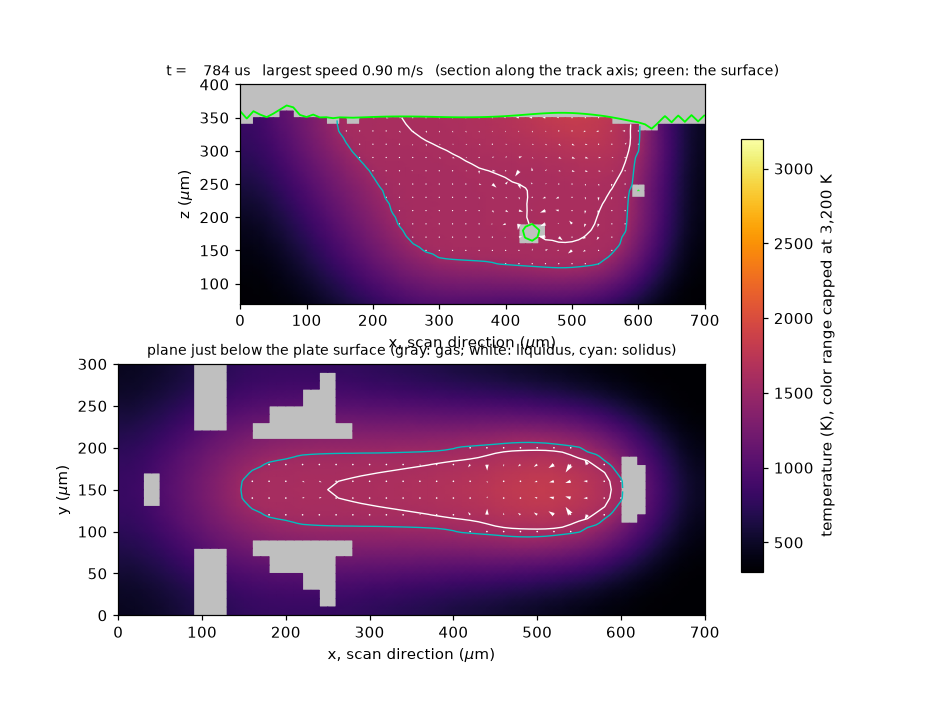 t =    784 us   largest speed 0.90 m/s   (section along the track axis; green: the surface)
400
350
300
250
200
150
100
z (μm)
0 100 200 300 400 500 600 700
x, scan direction (μm)
plane just below the plate surface (gray: gas; white: liquidus, cyan: solidus)
300
250
200
150
100
50
0
y (μm)
0 100 200 300 400 500 600 700
x, scan direction (μm)
3000
2500
2000
1500
1000
500
temperature (K), color range capped at 3,200 K